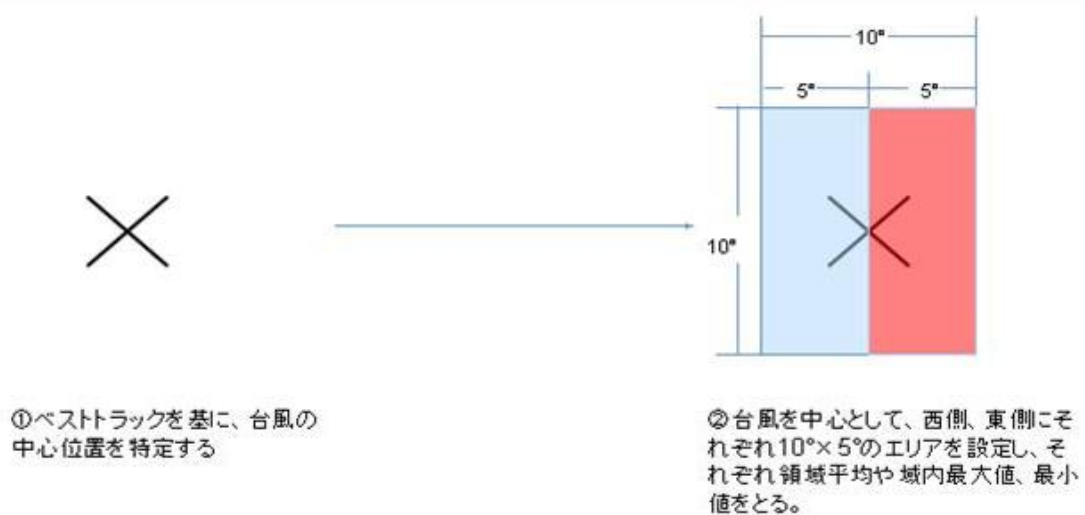 10°
5°
5°
10°
①ベストトラックを基に、台風の
中心位置を特定する
②台風を中心として、西側、東側にそ
れぞれ10°×5°のエリアを設定し、そ
れぞれ領域平均や域内最大値、最小
値をとる。